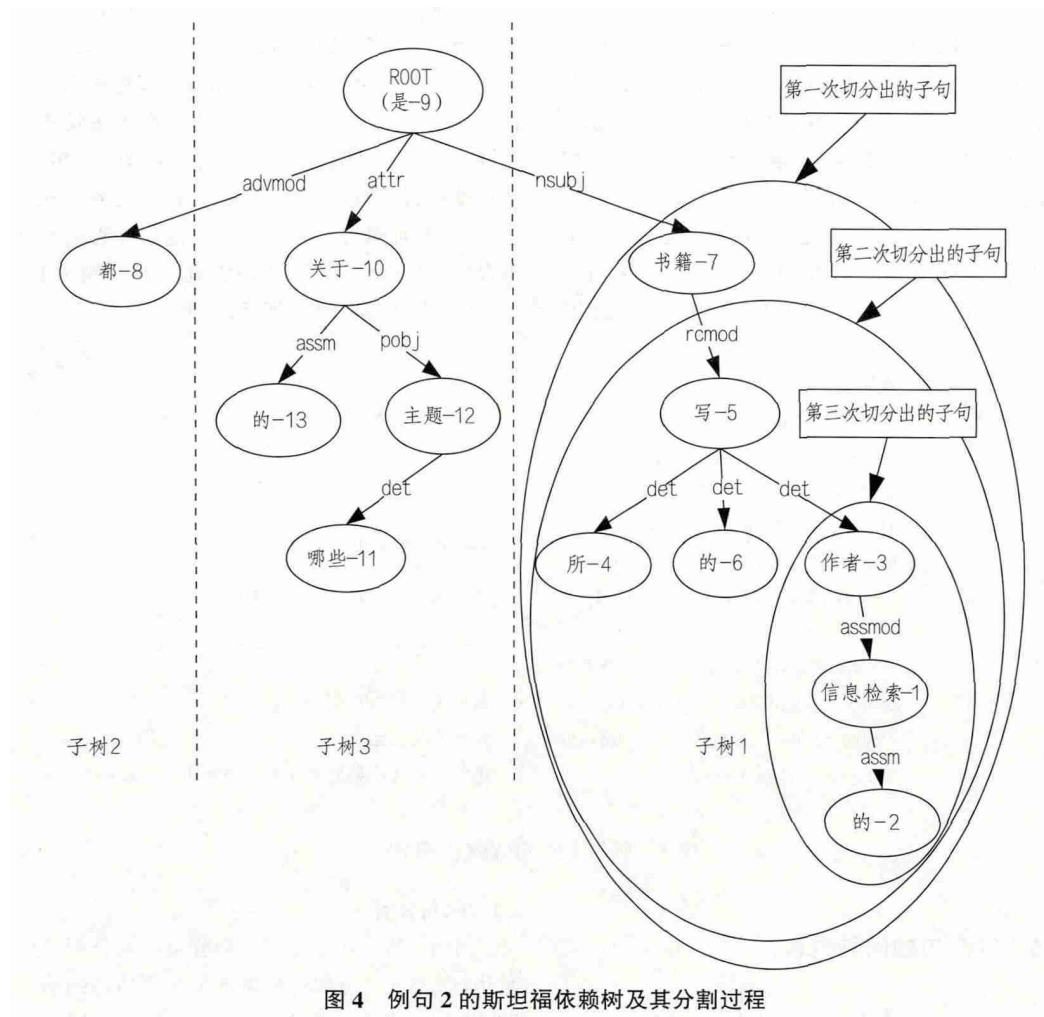 ROOT
(是-9)
第一次切分出的子句
advmod
attr
nsubj
都-8
关于-10
书籍-7
第二次切分出的子句
assm
pobj
rcmod
的-13
主题-12
写-5
第三次切分出的子句
det
det
det
det
哪些-11
所-4
的-6
作者-3
assmod
信息检索-1
子树2
子树3
子树1
assm
的-2
图 4 例句 2 的斯坦福依赖树及其分割过程